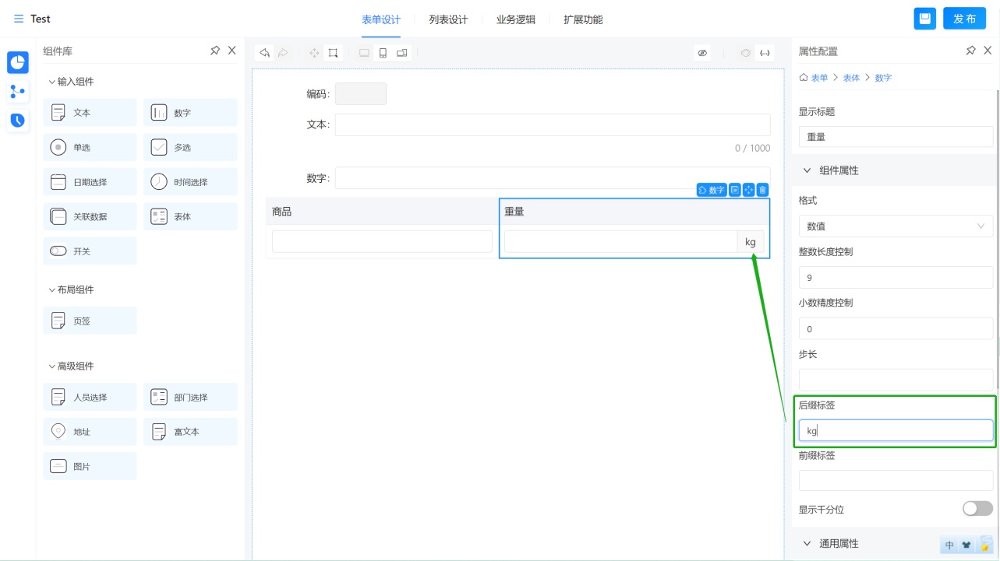 Test
表单设计
列表设计
业务逻辑
扩展功能
发 布
组件库
输入组件
文本
数字
单选
多选
日期选择
时间选择
关联数据
表体
开关
布局组件
页签
高级组件
人员选择
部门选择
地址
富文本
图片
编码:
文本:
0 / 1000
数字:
数字
商品
重量
kg
属性配置
表单 > 表体 > 数字
显示标题
重量
组件属性
格式
数值
整数长度控制
9
小数精度控制
0
步长
后缀标签
kg
前缀标签
显示千分位
通用属性
中